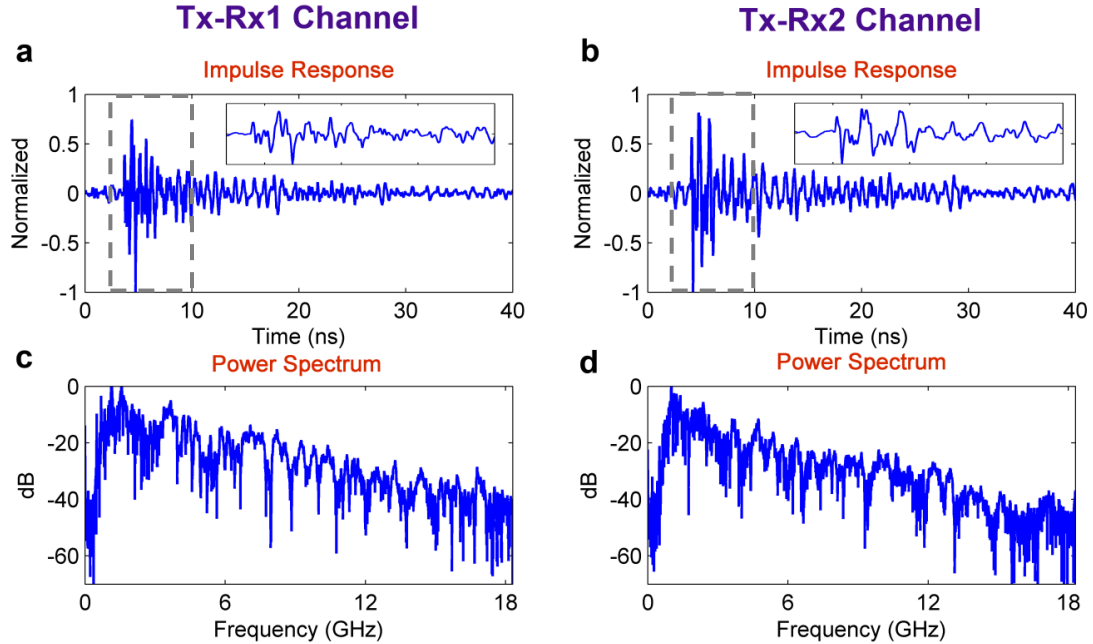 Tx-Rx1 Channel
Tx-Rx2 Channel
a
b
Impulse Response
Impulse Response
Normalized
1
0.5
0
-0.5
-1
0
10
20
30
40
Time (ns)
Normalized
1
0.5
0
-0.5
-1
0
10
20
30
40
Time (ns)
c
d
Power Spectrum
Power Spectrum
dB
0
-20
-40
-60
0
6
12
18
Frequency (GHz)
dB
0
-20
-40
-60
0
6
12
18
Frequency (GHz)